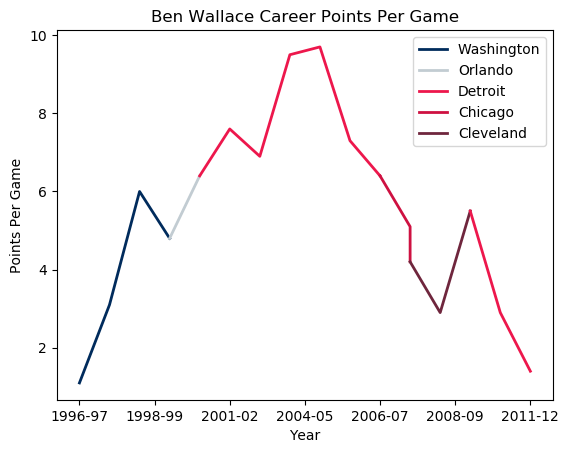 Ben Wallace Career Points Per Game
Points Per Game
10
8
6
4
2
Washington
Orlando
Detroit
Chicago
Cleveland
1996-97 1998-99 2001-02 2004-05 2006-07 2008-09 2011-12
Year